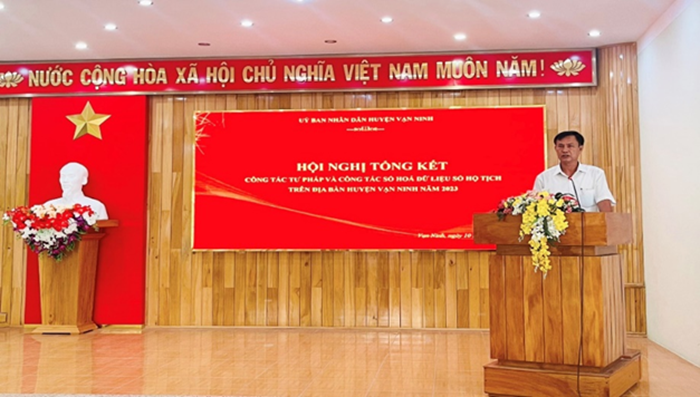 NƯỚC CỘNG HÒA XÃ HỘI CHỦ NGHĨA VIỆT NAM MUÔN NĂM!
UỶ BAN NHÂN DÂN HUYỆN VẠN NINH
HỘI NGHỊ TỔNG KẾT
CÔNG TÁC TƯ PHÁP VÀ CÔNG TÁC SỐ HOÁ DỮ LIỆU SỔ HỘ TỊCH
TRÊN ĐỊA BÀN HUYỆN VẠN NINH NĂM 2023
Vạn Ninh, ngày 10